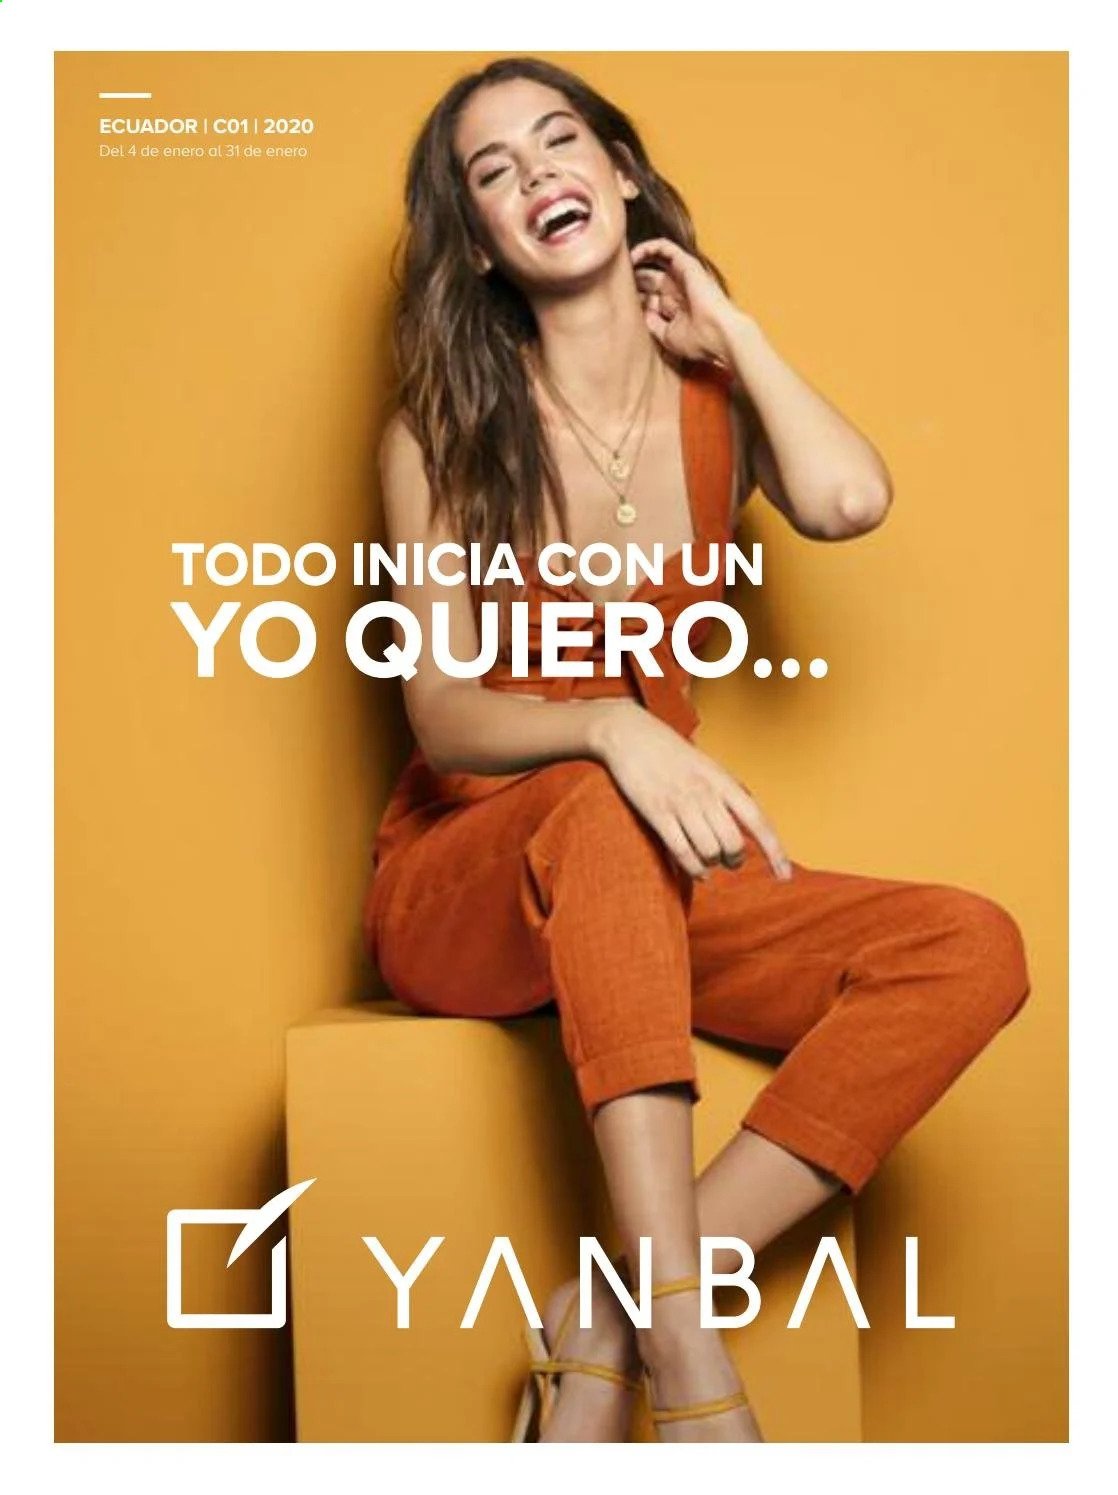 ECUADOR | C01 | 2020
Del 4 de enero al 31 de enero
TODO INICIA CON UN
YO QUIERO...
YANBAL